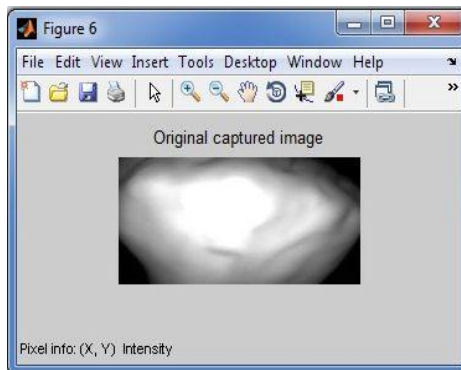 Figure 6
File Edit View Insert Tools Desktop Window Help
Original captured image
Pixel info: (X, Y) Intensity